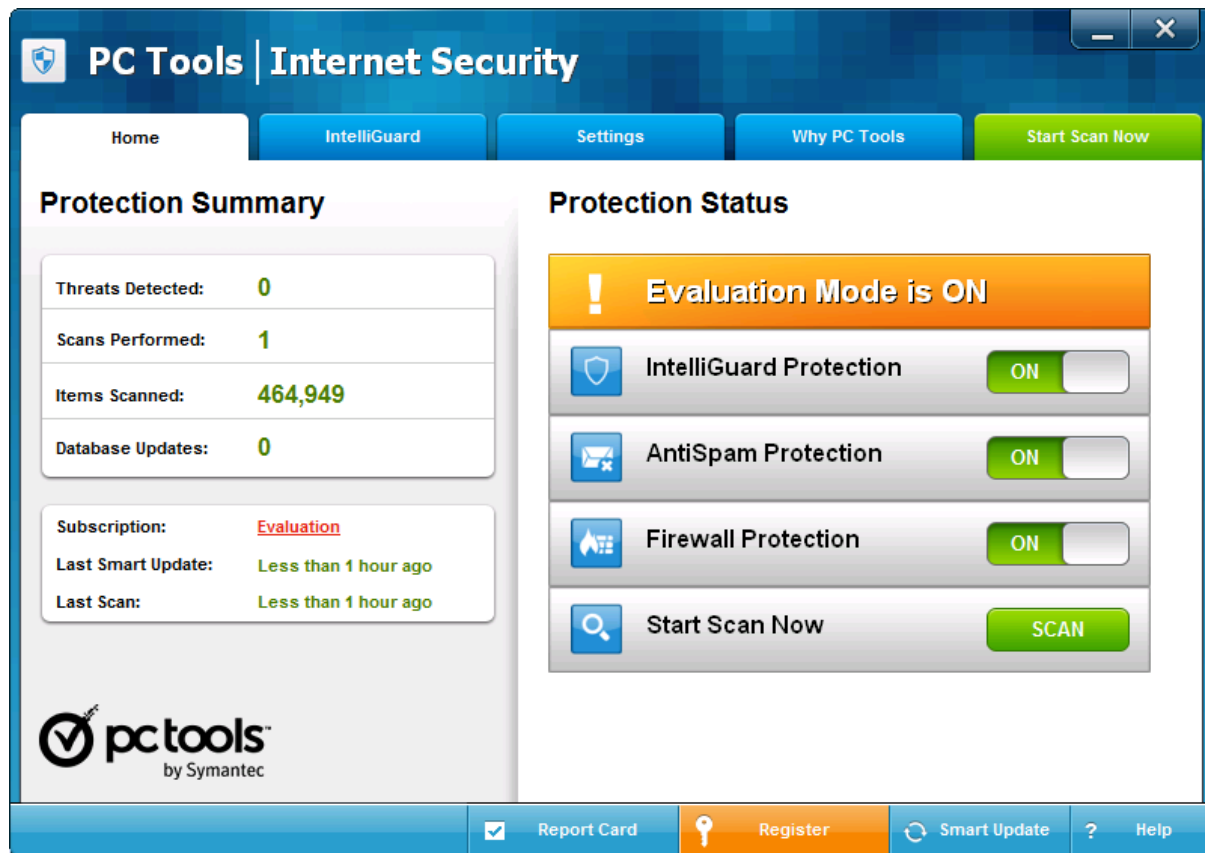 PC Tools | Internet Security
Home
IntelliGuard
Settings
Why PC Tools
Start Scan Now
Protection Summary
Threats Detected: 0
Scans Performed: 1
Items Scanned: 464,949
Database Updates: 0
Subscription: Evaluation
Last Smart Update: Less than 1 hour ago
Last Scan: Less than 1 hour ago
pctools™
by Symantec
Protection Status
! Evaluation Mode is ON
IntelliGuard Protection ON
AntiSpam Protection ON
Firewall Protection ON
Start Scan Now SCAN
Report Card
Register
Smart Update
? Help